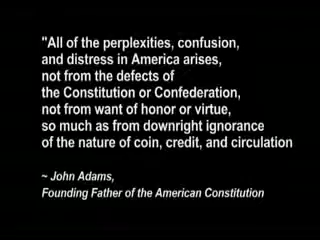 "All of the perplexities, confusion,
and distress in America arises,
not from the defects of
the Constitution or Confederation,
not from want of honor or virtue,
so much as from downright ignorance
of the nature of coin, credit, and circulation
~ John Adams,
Founding Father of the American Constitution